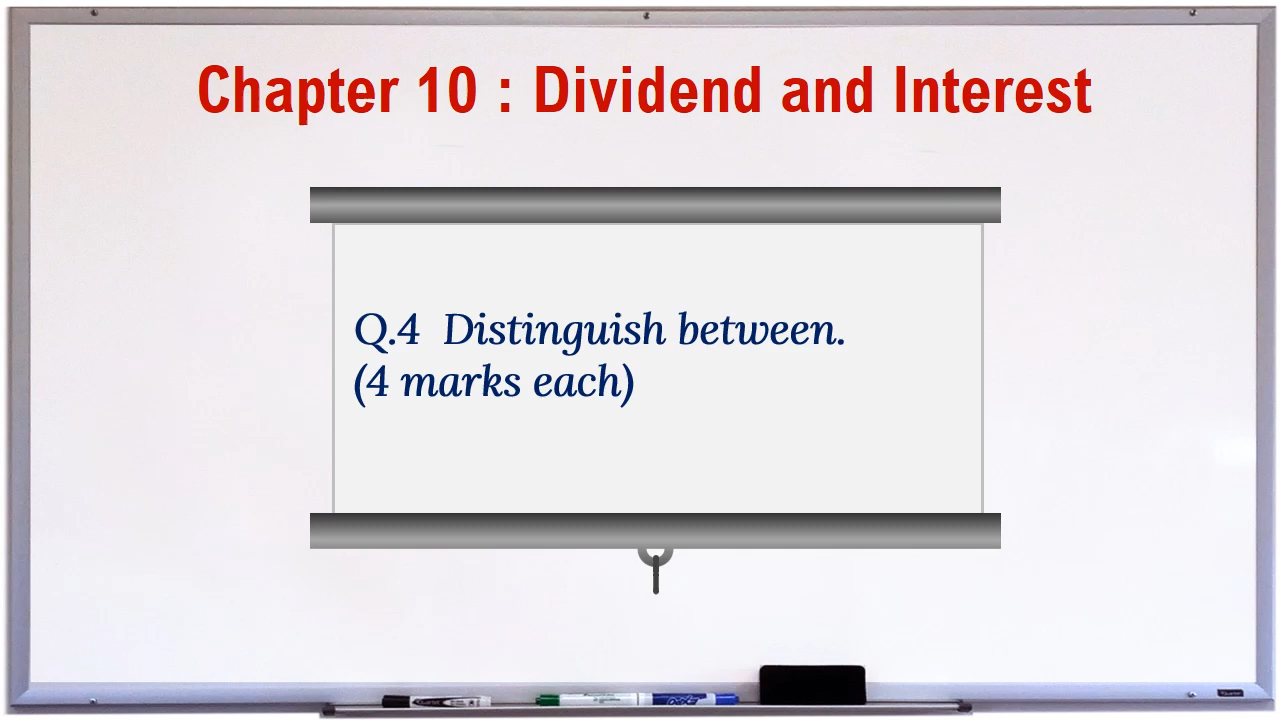 Chapter 10 : Dividend and Interest
Q.4 Distinguish between.
(4 marks each)